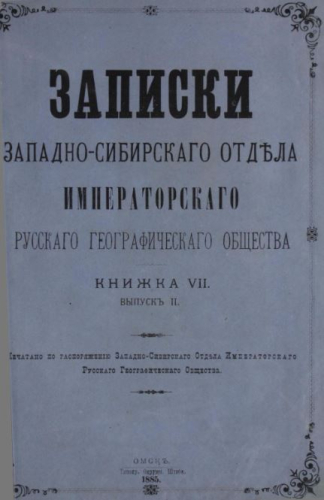 ЗАПИСКИ
ЗАПАДНО-СИБИРСКАГО ОТДѢЛА
ИМПЕРАТОРСКАГО
РУССКАГО ГЕОГРАФИЧЕСКАГО ОБЩЕСТВА
КНИЖКА VII.
ВЫПУСКЪ II.
Печатано по распоряженію Западно-Сибирскаго Отдѣла Императорскаго
Русскаго Географическаго Общества.
ОМСКЪ.
Окруж.
1885.